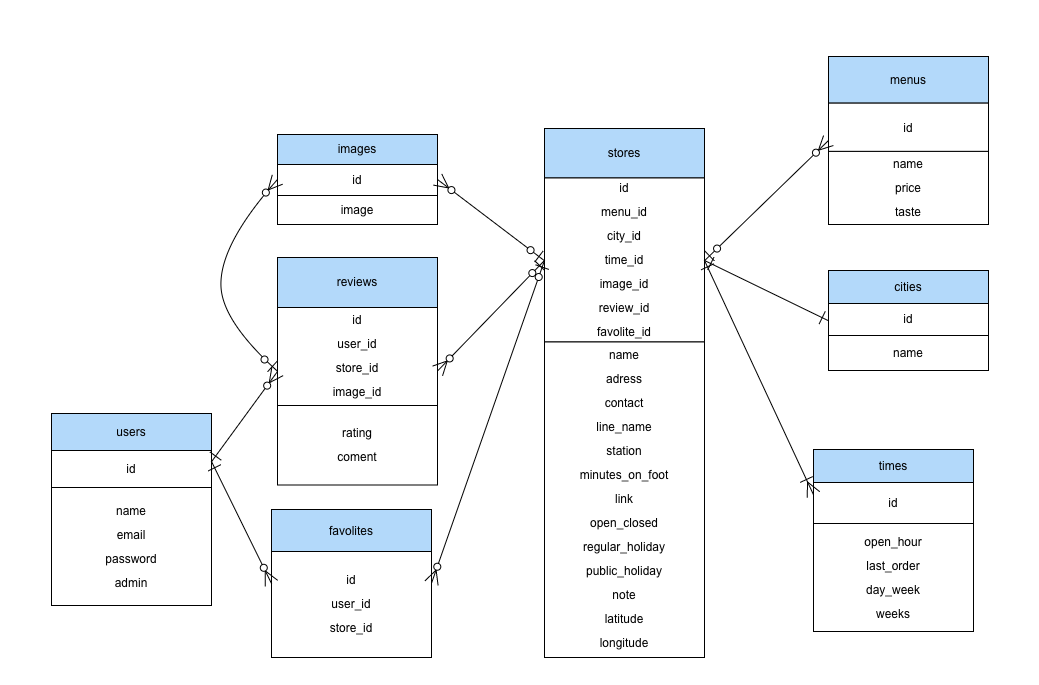 images
id
image
reviews
id
user_id
store_id
image_id
rating
coment
users
id
name
email
password
admin
favolites
id
user_id
store_id
stores
id
menu_id
city_id
time_id
image_id
review_id
favolite_id
name
adress
contact
line_name
station
minutes_on_foot
link
open_closed
regular_holiday
public_holiday
note
latitude
longitude
menus
id
name
price
taste
cities
id
name
times
id
open_hour
last_order
day_week
weeks